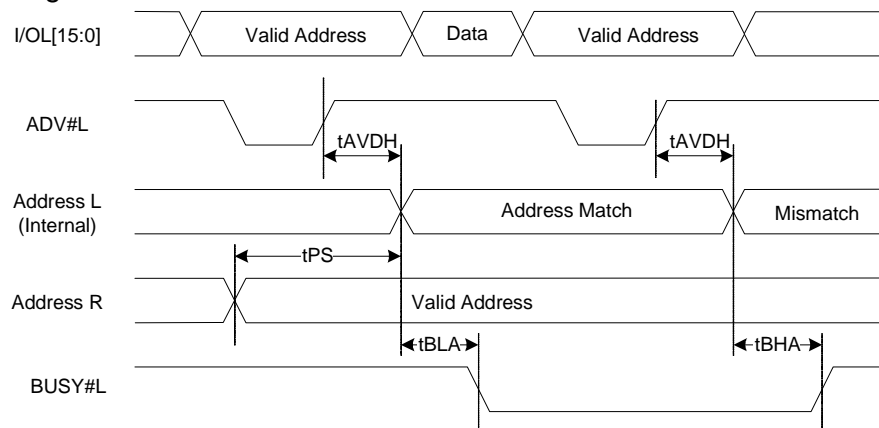 I/OL[15:0]
Valid Address
Data
Valid Address
ADV#L
tAVDH
tAVDH
Address L
(Internal)
Address Match
Mismatch
tPS
Address R
Valid Address
tBLA
tBHA
BUSY#L